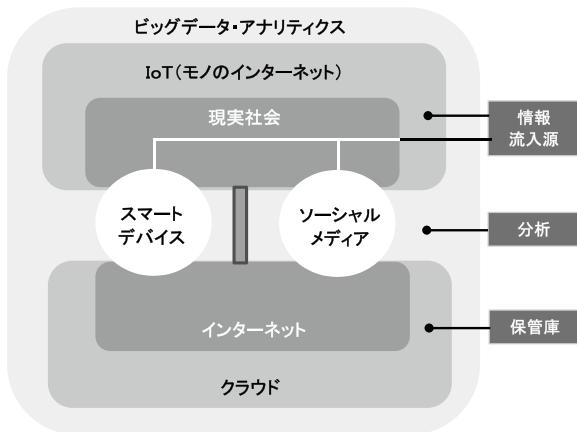 ビッグデータ・アナリティクス
IoT(モノのインターネット)
現実社会
情報
流入源
スマート
デバイス
ソーシャル
メディア
分析
インターネット
保管庫
クラウド